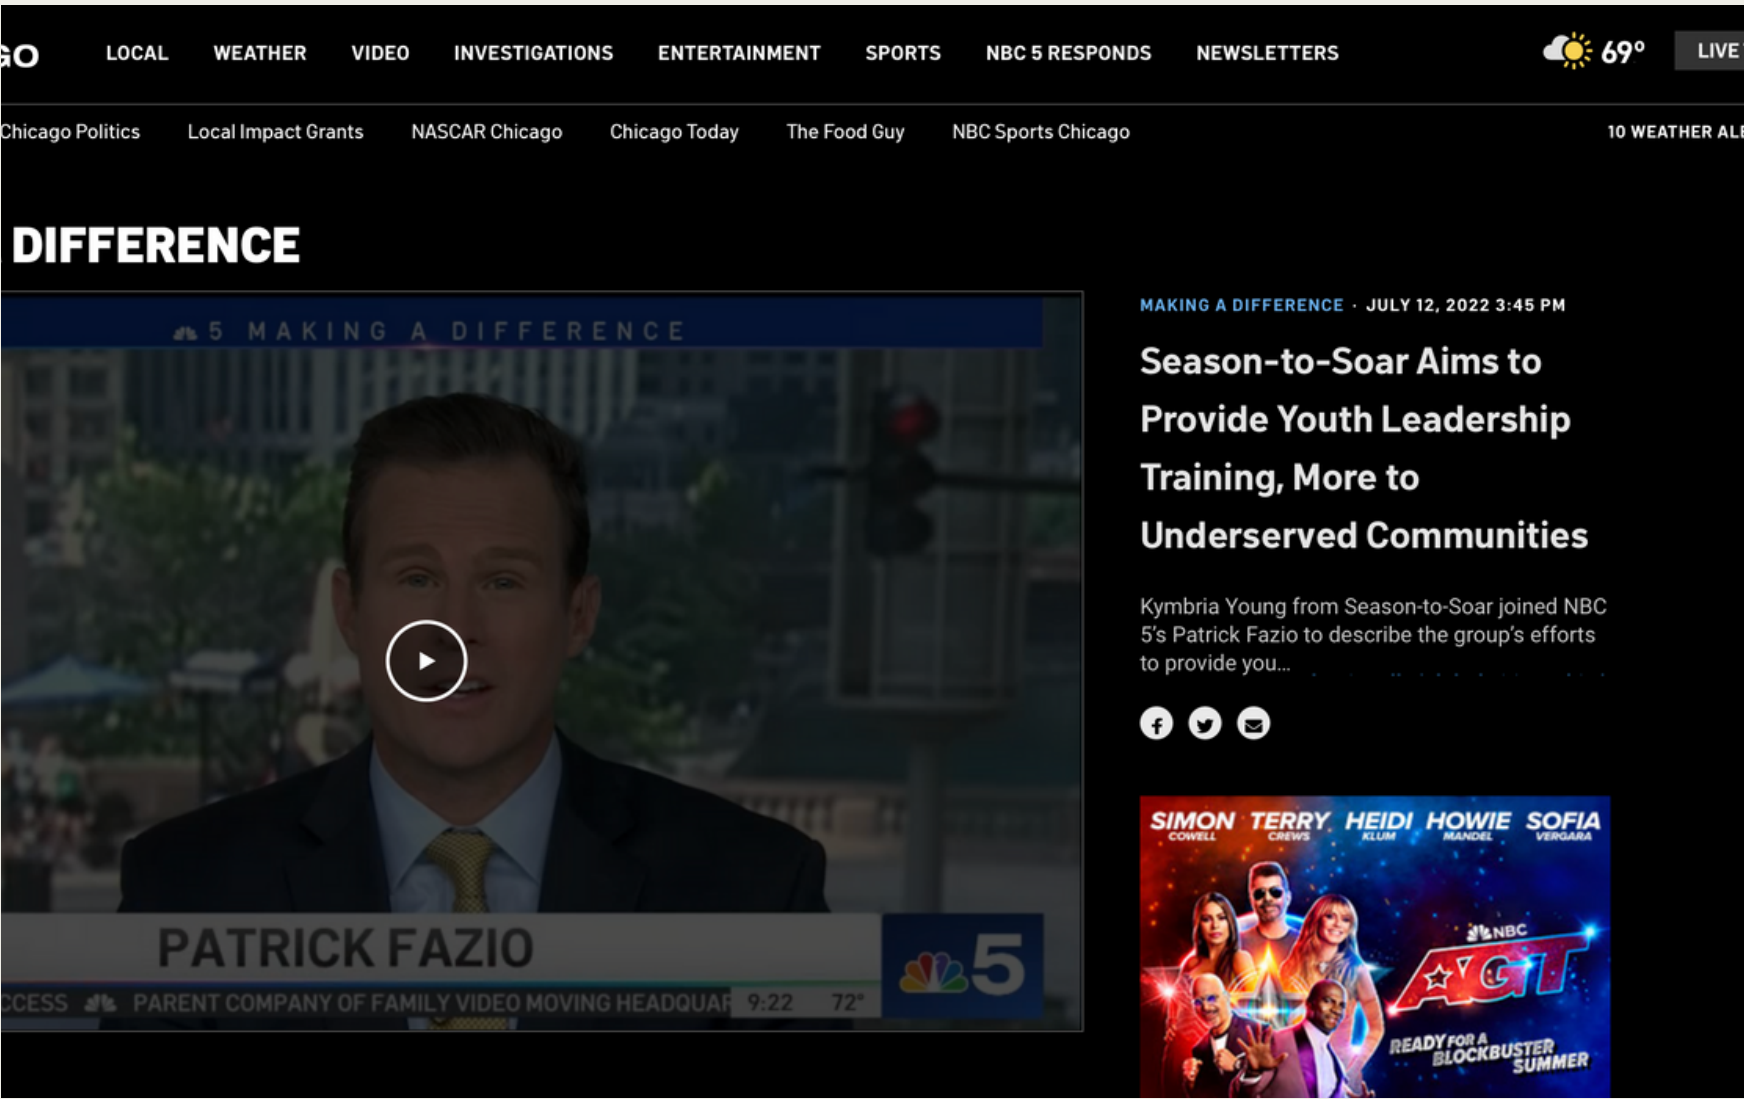 GO
LOCAL WEATHER VIDEO INVESTIGATIONS ENTERTAINMENT SPORTS NBC 5 RESPONDS NEWSLETTERS
69º
LIVE
Chicago Politics Local Impact Grants NASCAR Chicago Chicago Today The Food Guy NBC Sports Chicago
10 WEATHER ALE
DIFFERENCE
5 MAKING A DIFFERENCE
PATRICK FAZIO
5
CCESS PARENT COMPANY OF FAMILY VIDEO MOVING HEADQUAR 9:22 72°
MAKING A DIFFERENCE · JULY 12, 2022 3:45 PM
Season-to-Soar Aims to
Provide Youth Leadership
Training, More to
Underserved Communities
Kymbria Young from Season-to-Soar joined NBC
5's Patrick Fazio to describe the group's efforts
to provide you...
SIMON TERRY HEIDI HOWIE SOFIA
COWELL CREWS KLUM MANDEL VERGARA
NBC
AGT
READY FOR A
BLOCKBUSTER
SUMMER